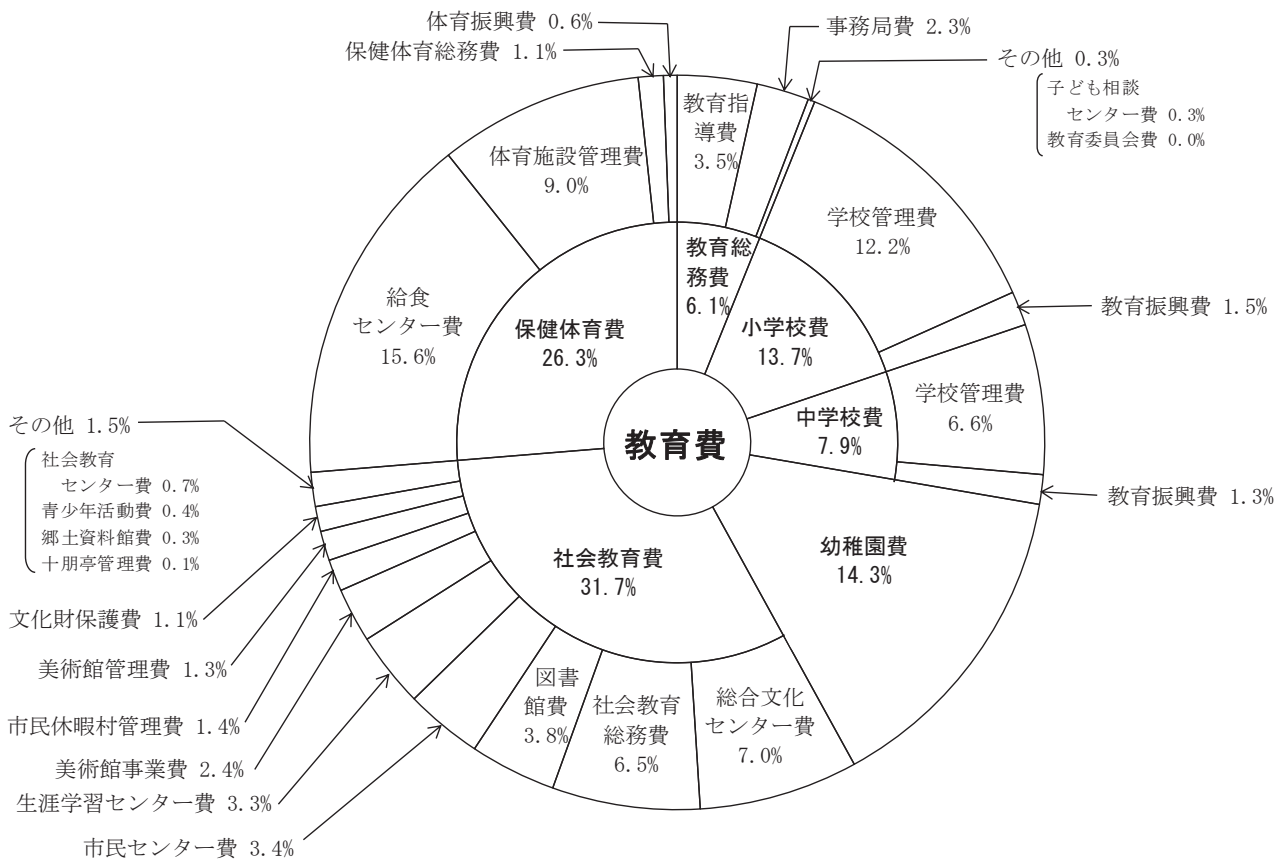 体育振興費 0.6%
保健体育総務費 1.1%
事務局費 2.3%
その他 0.3%
子ども相談
センター費 0.3%
教育委員会費 0.0%
教育指
導費
3.5%
体育施設管理費
9.0%
学校管理費
12.2%
教育総
務費
6.1%
給食
センター費
15.6%
保健体育費
26.3%
小学校費
13.7%
教育振興費 1.5%
学校管理費
6.6%
中学校費
7.9%
教育費
教育振興費 1.3%
その他 1.5%
社会教育
センター費 0.7%
青少年活動費 0.4%
郷土資料館費 0.3%
十朋亭管理費 0.1%
社会教育費
31.7%
幼稚園費
14.3%
文化財保護費 1.1%
美術館管理費 1.3%
市民休暇村管理費 1.4%
美術館事業費 2.4%
生涯学習センター費 3.3%
市民センター費 3.4%
図書
館費
3.8%
社会教育
総務費
6.5%
総合文化
センター費
7.0%